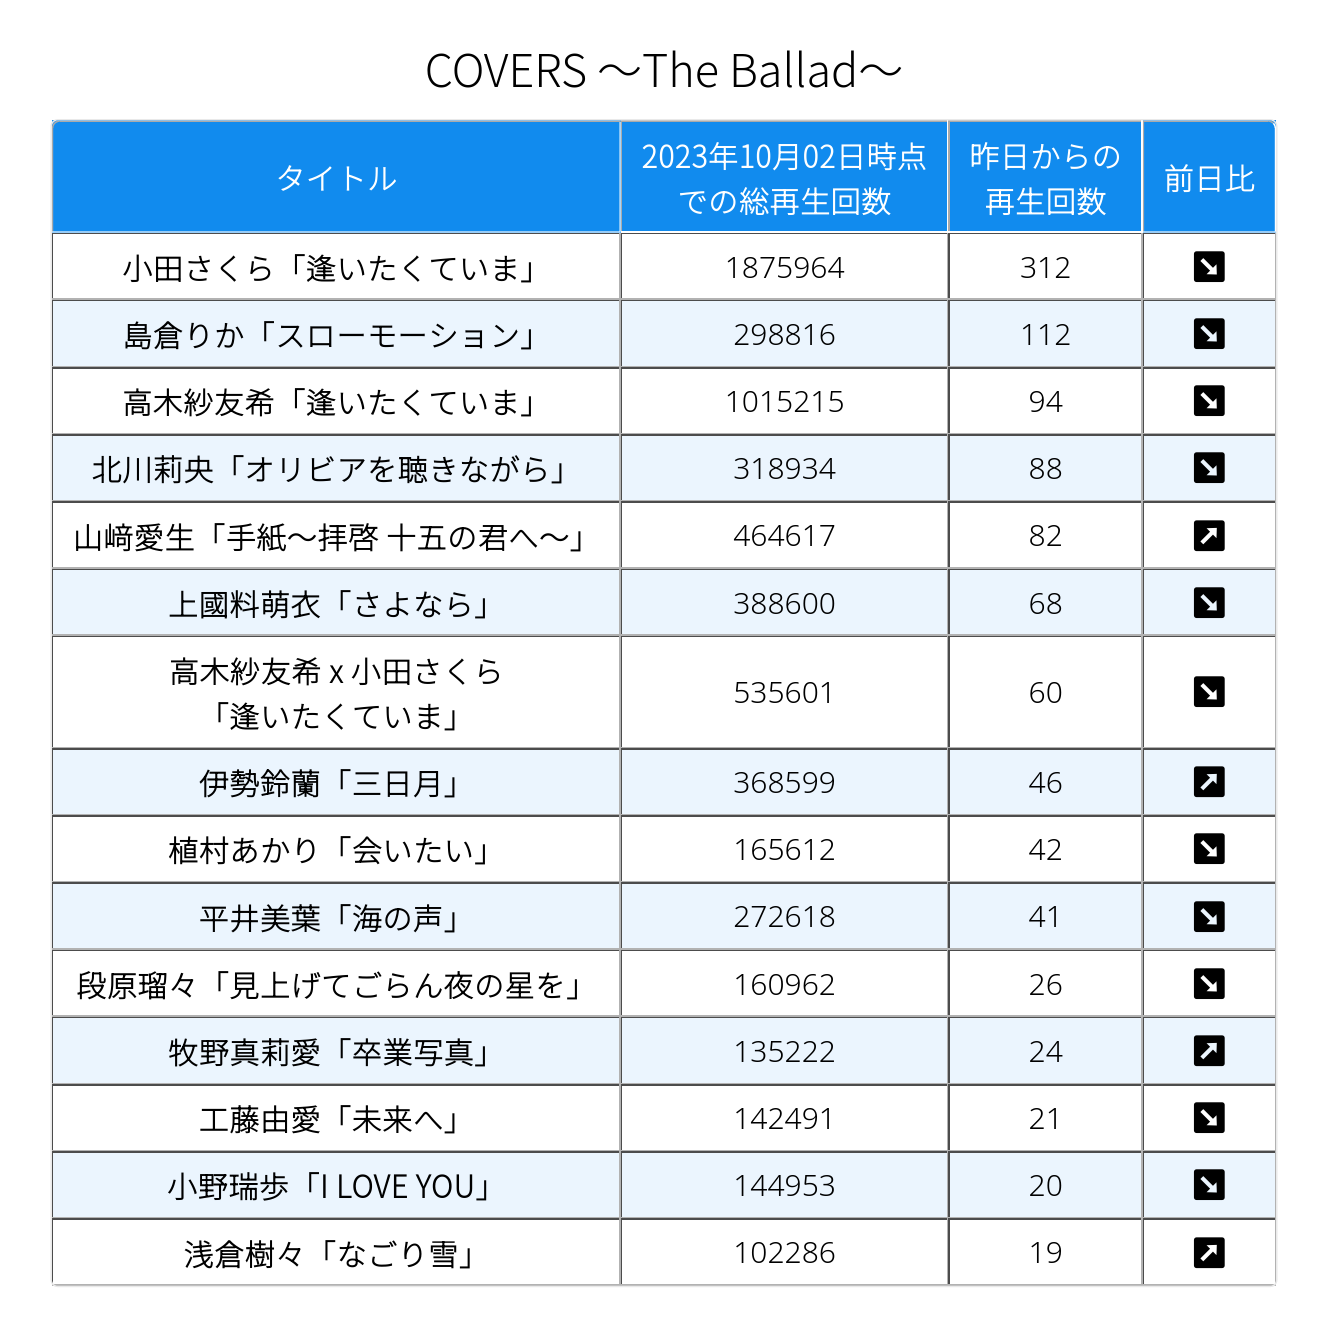 COVERS ～The Ballad～
タイトル
2023年10月02日時点
での総再生回数
昨日からの
再生回数
前日比
小田さくら「逢いたくていま」 1875964 312 ↘
島倉りか「スローモーション」 298816 112 ↘
高木紗友希「逢いたくていま」 1015215 94 ↘
北川莉央「オリビアを聴きながら」 318934 88 ↘
山﨑愛生「手紙～拝啓 十五の君へ～」 464617 82 ↗
上國料萌衣「さよなら」 388600 68 ↘
高木紗友希 x 小田さくら
「逢いたくていま」 535601 60 ↘
伊勢鈴蘭「三日月」 368599 46 ↗
植村あかり「会いたい」 165612 42 ↘
平井美葉「海の声」 272618 41 ↘
段原瑠々「見上げてごらん夜の星を」 160962 26 ↘
牧野真莉愛「卒業写真」 135222 24 ↗
工藤由愛「未来へ」 142491 21 ↘
小野瑞歩「I LOVE YOU」 144953 20 ↘
浅倉樹々「なごり雪」 102286 19 ↗